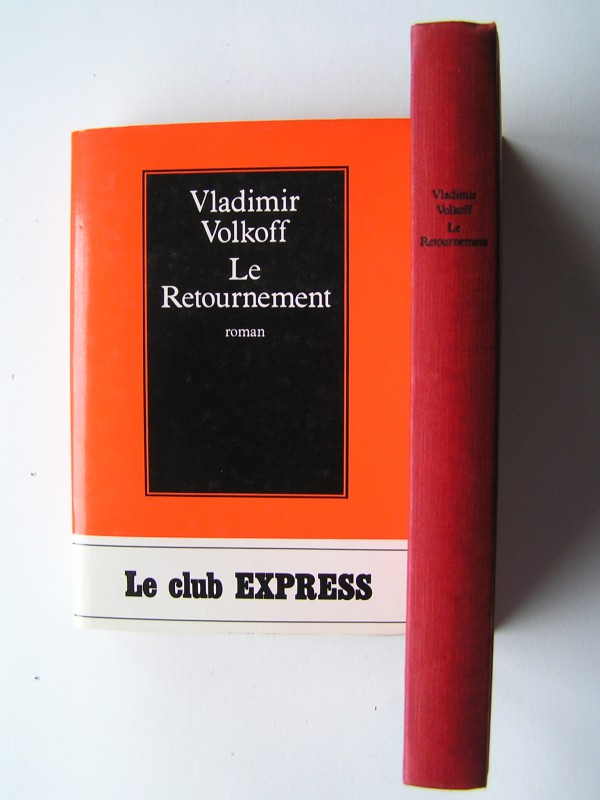 Vladimir
Volkoff
Le
Retournement
roman
Le club EXPRESS
Vladimir
Volkoff
Le
Retournement